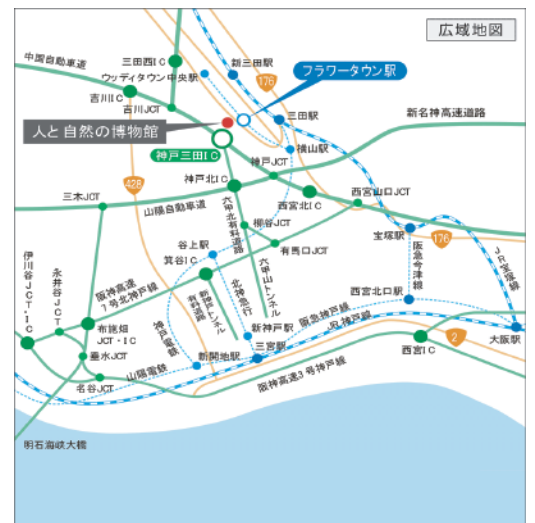 広域地図
中国自動車道
三田西IC
ウッディタウン中央駅
新三田駅
176
フラワータウン駅
吉川IC
吉川JCT
三田駅
新名神高速道路
人と自然の博物館
横山駅
神戸三田IC
神戸JCT
428
神戸北IC
三木JCT
山陽自動車道
西宮北IC
西宮山口JCT
六甲北有料道路
柳谷JCT
宝塚駅
176
谷上駅
有馬口JCT
箕谷IC
六甲山トンネル
阪急今津線
JR宝塚線
伊川谷JCT・IC
永井谷JCT
阪神高速
7号北神戸線
新神戸トンネル
有料道路
北神急行
西宮北口駅
布施畑
JCT・IC
神戸電鉄
新神戸駅
阪急神戸線
JR神戸線
2
大阪駅
垂水JCT
山陽電鉄
新開地駅
三宮駅
西宮IC
名谷JCT
阪神高速3号神戸線
明石海峡大橋